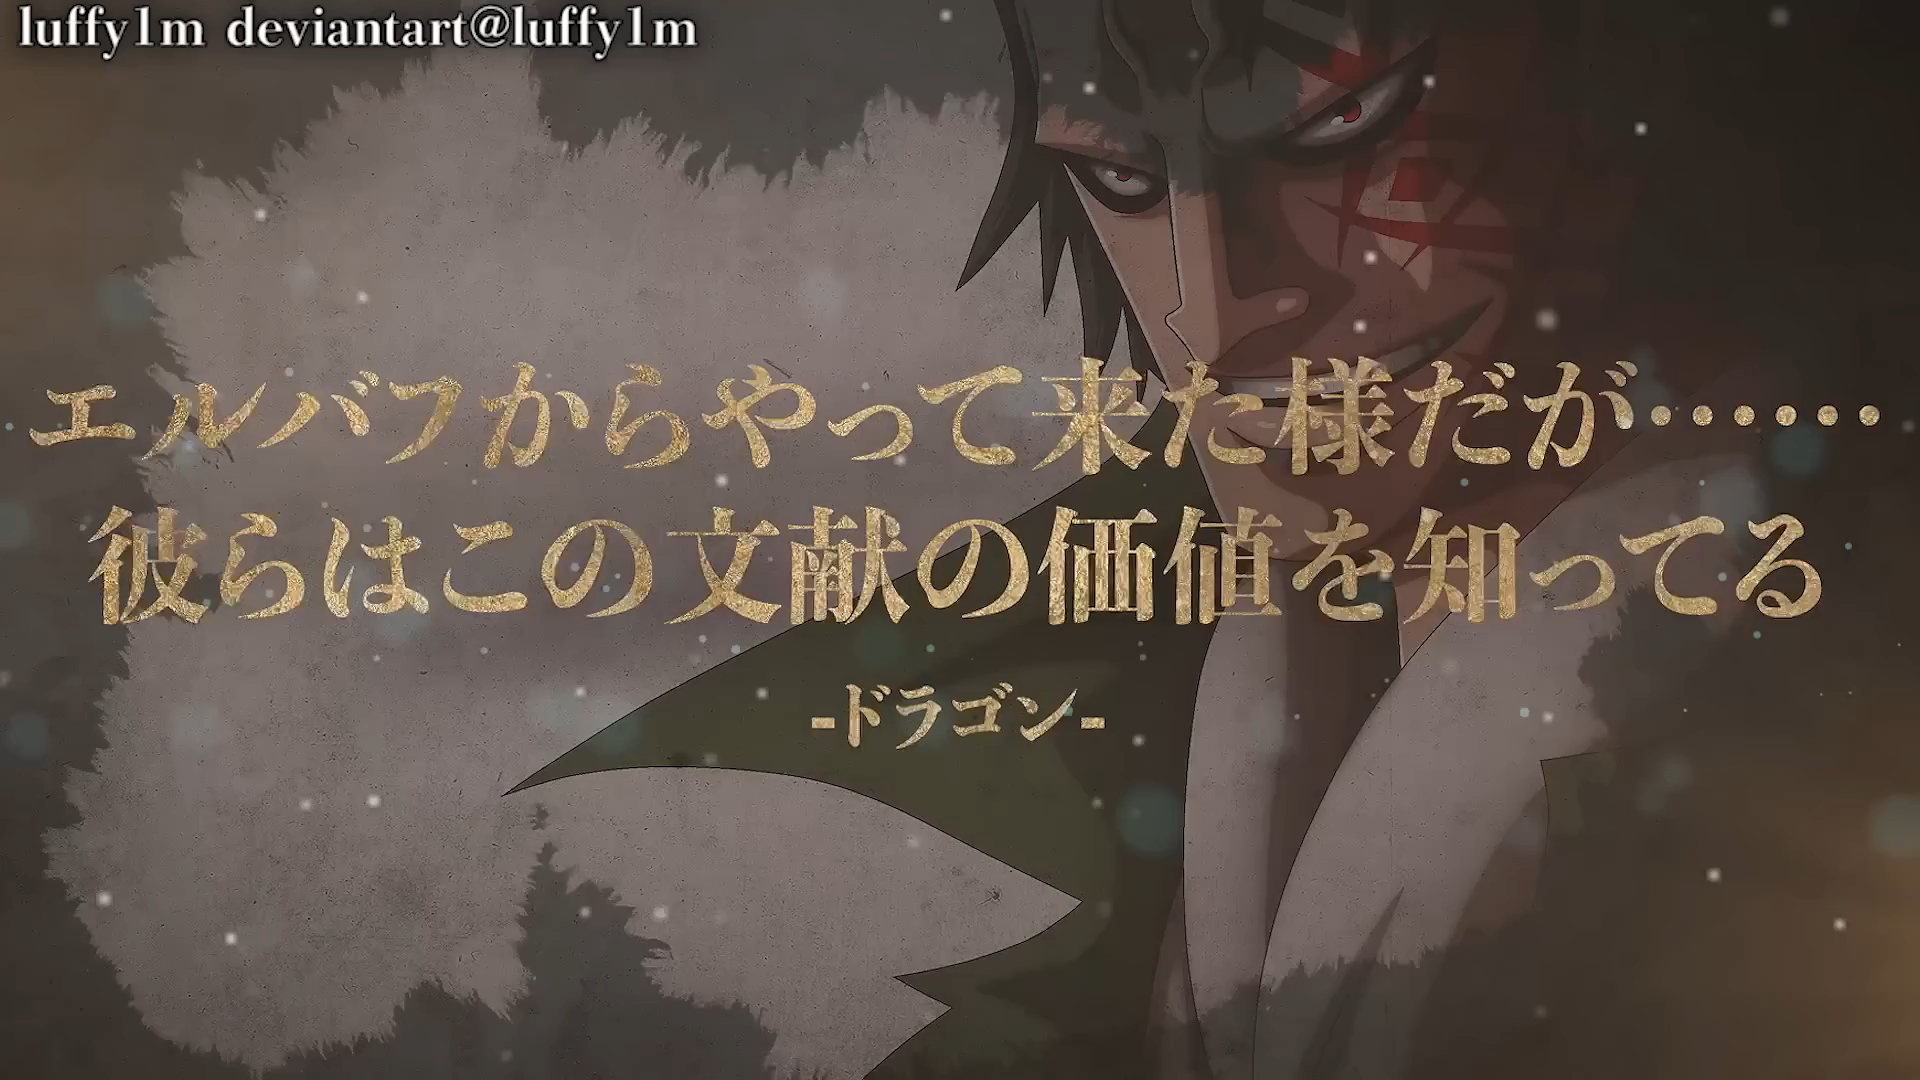 luffy1m deviantart@luffy1m
エルバフからやって来た様だが‥‥‥
彼らはこの文献の価値を知ってる
-ドラゴン-